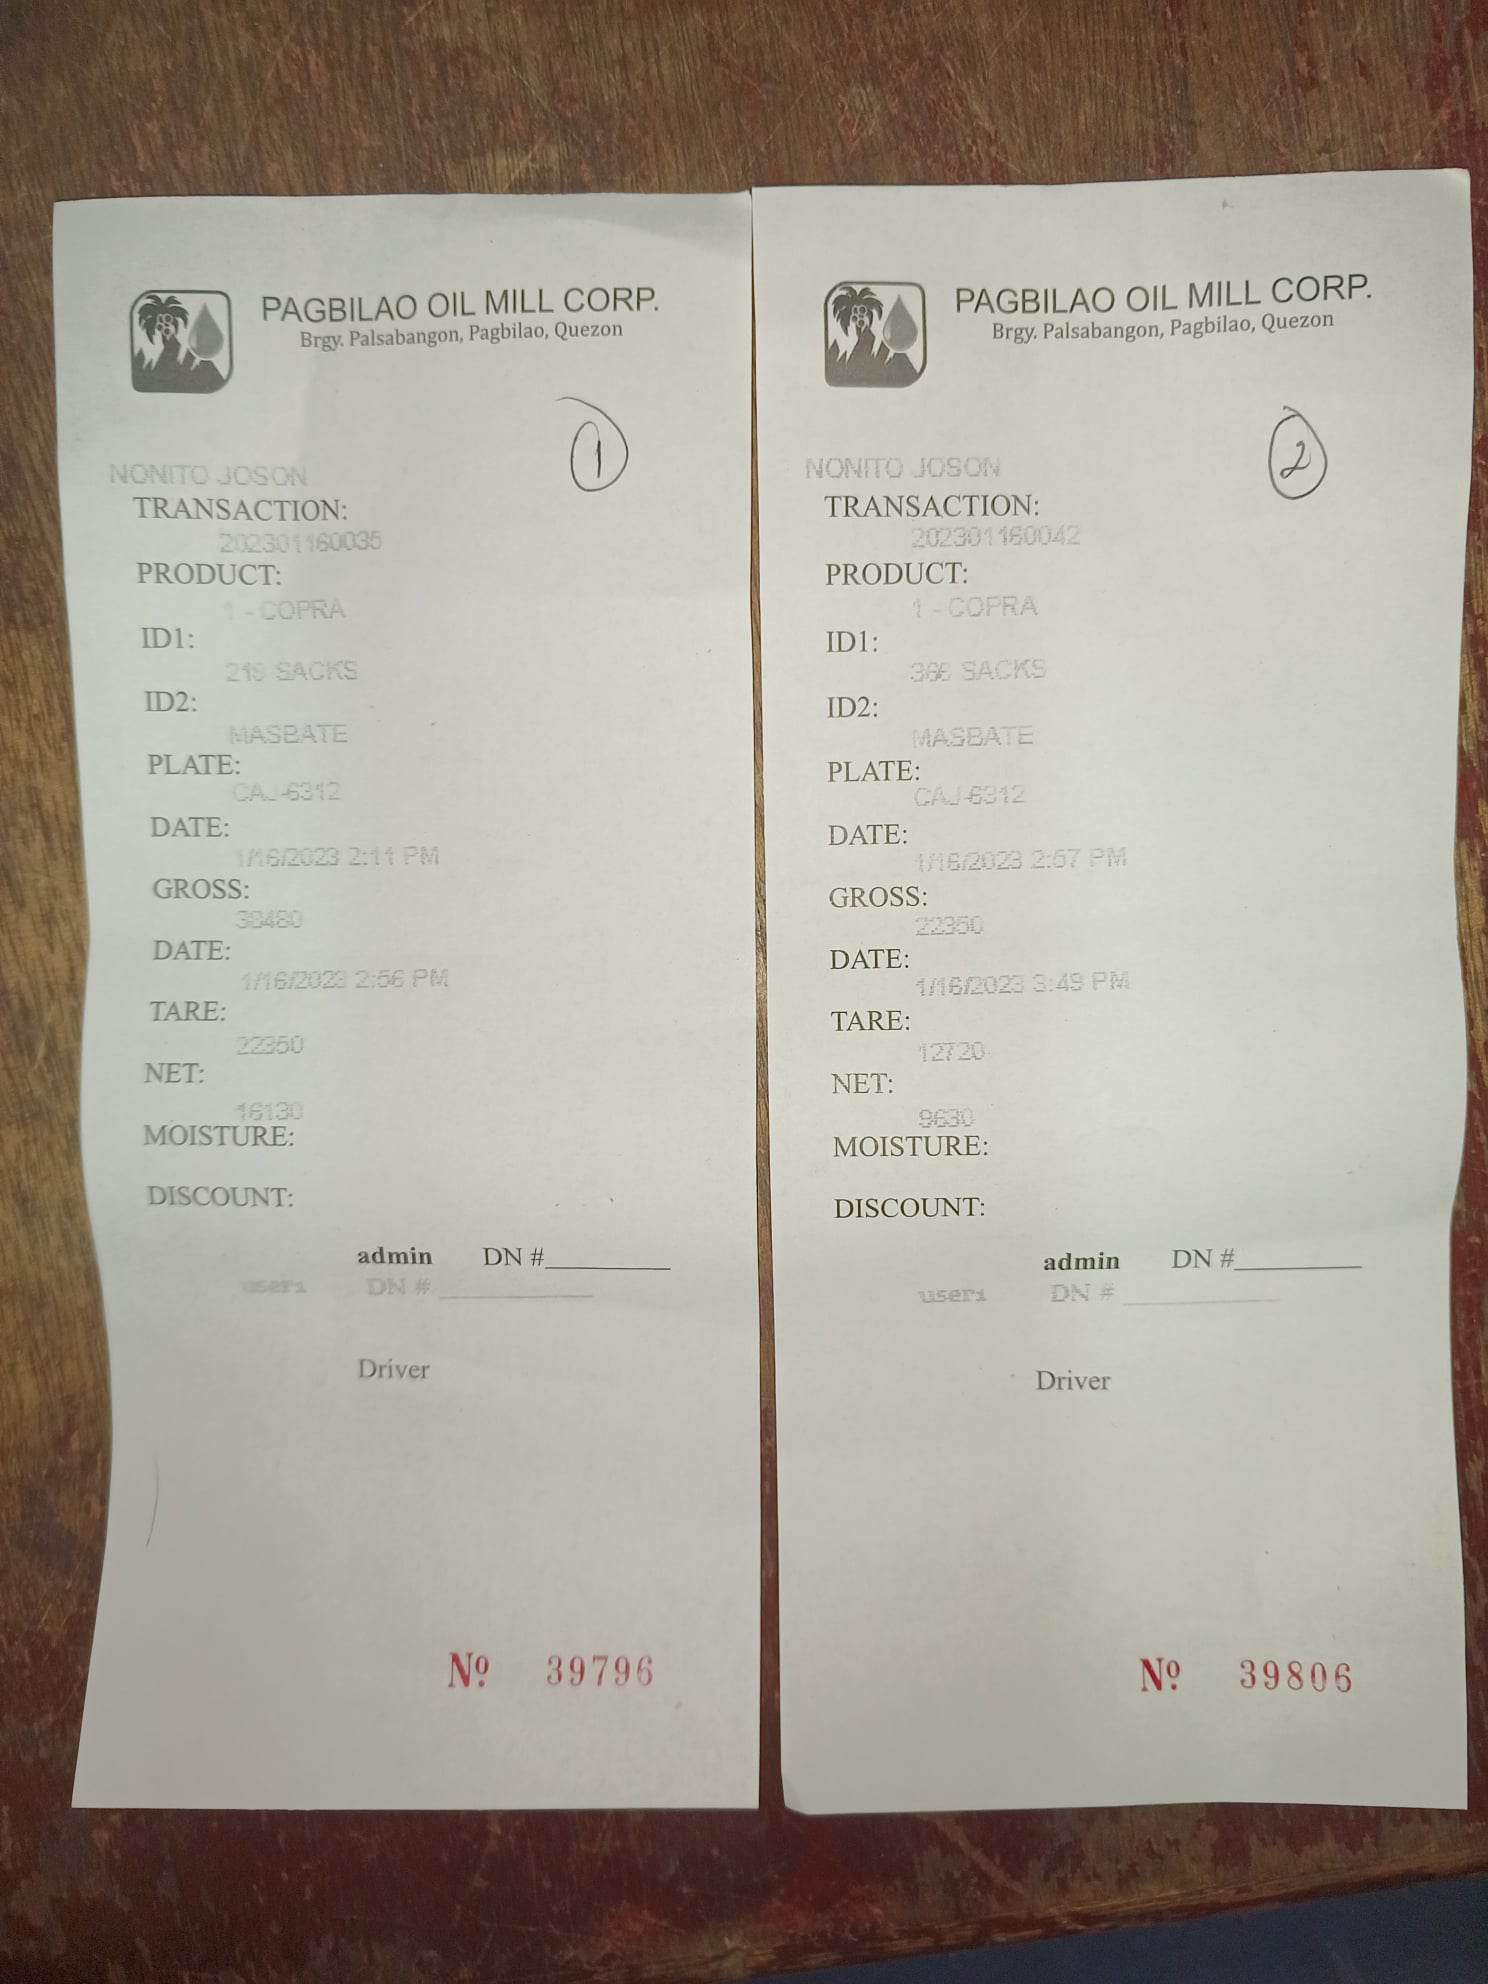 PAGBILAO OIL MILL CORP.
Brgy. Palsabangon, Pagbilao, Quezon
1
NONITO JOSON
TRANSACTION:
202301160035
PRODUCT:
1 - COPRA
ID1:
SACKS
ID2:
MASBATE
PLATE:
CAJ-6312
DATE:
1/16/2023 2:11 PM
GROSS:
38480
DATE:
1/16/2023 2:56 PM
TARE:
22350
NET:
16130
MOISTURE:
DISCOUNT:
admin DN #
user1 DN #
Driver
Nº 39796
PAGBILAO OIL MILL CORP.
Brgy. Palsabangon, Pagbilao, Quezon
2
NONITO JOSON
TRANSACTION:
202301160042
PRODUCT:
1 - COPRA
ID1:
366 SACKS
ID2:
MASBATE
PLATE:
CAJ-6312
DATE:
1/16/2023 2:57 PM
GROSS:
22350
DATE:
1/16/2023 3:49 PM
TARE:
12720
NET:
9630
MOISTURE:
DISCOUNT:
admin DN #
user1 DN #
Driver
Nº 39806